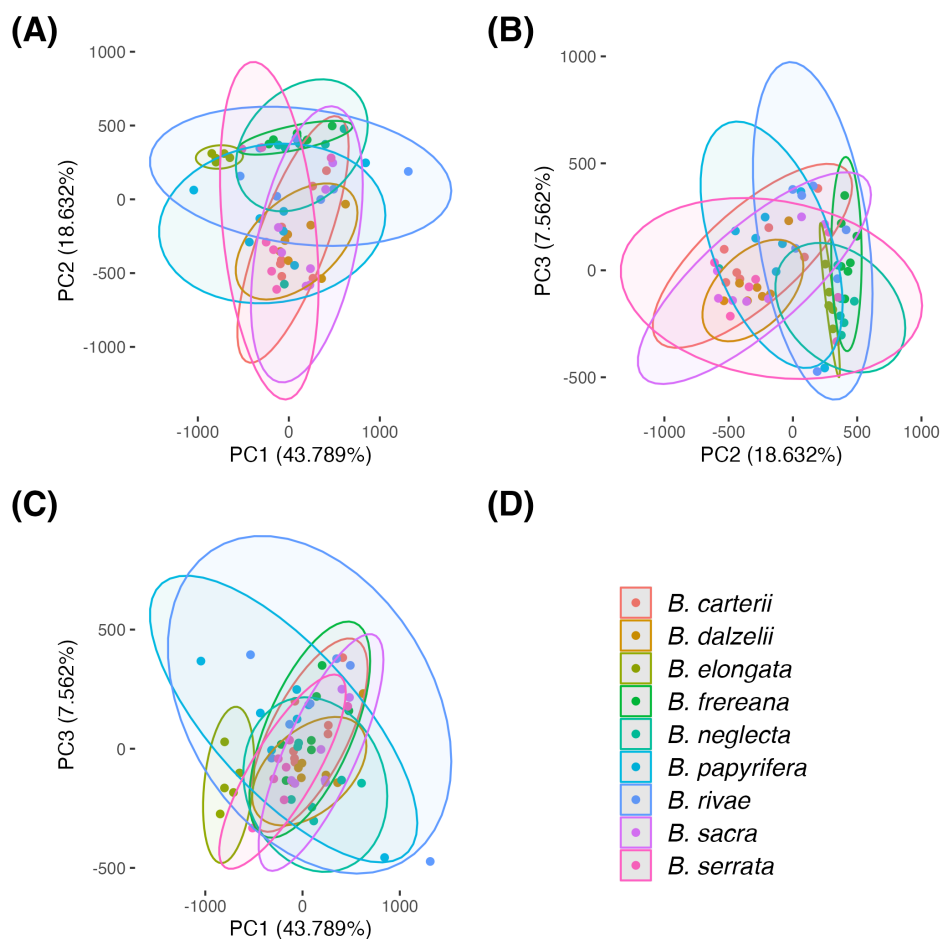 (A)
1000
500
0
-500
-1000
PC2 (18.632%)
-1000
0
1000
PC1 (43.789%)
(B)
1000
500
0
-500
PC3 (7.562%)
-1000
-500
0
500
1000
PC2 (18.632%)
(C)
500
0
-500
PC3 (7.562%)
-1000
0
1000
PC1 (43.789%)
(D)
B. carterii
B. dalzelii
B. elongata
B. frereana
B. neglecta
B. papyrifera
B. rivae
B. sacra
B. serrata